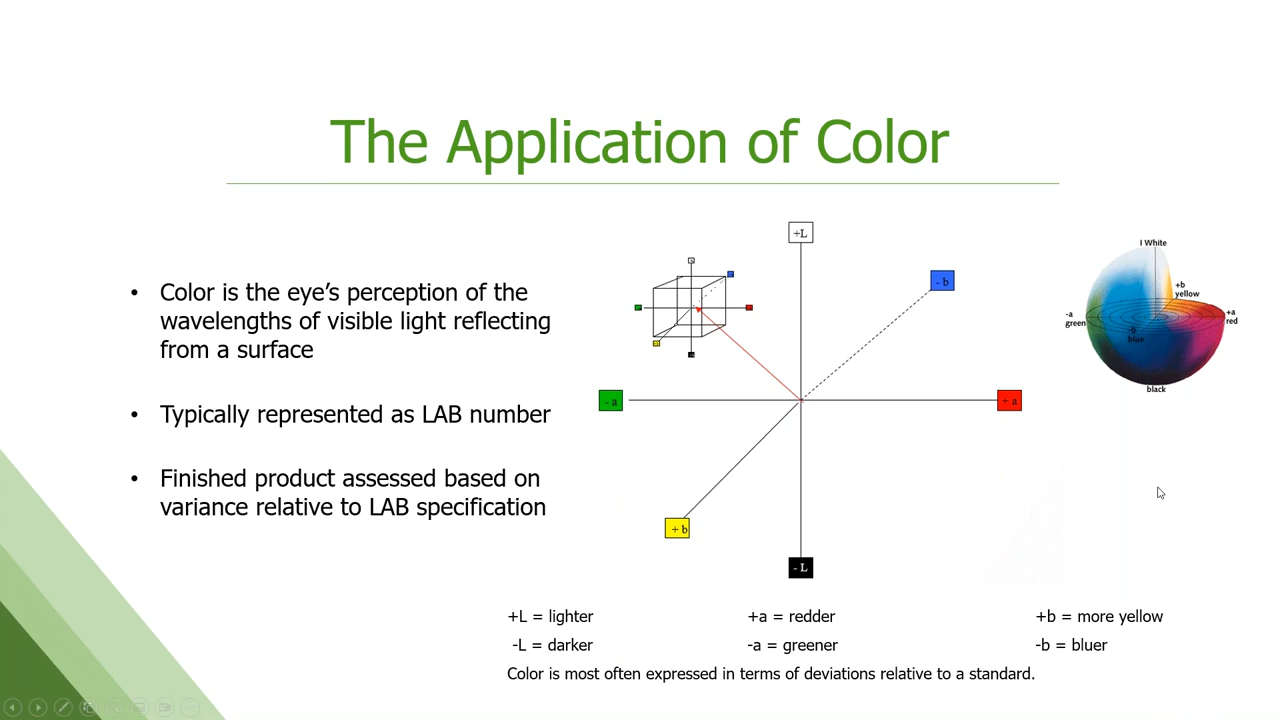 The Application of Color
• Color is the eye’s perception of the
wavelengths of visible light reflecting
from a surface
• Typically represented as LAB number
• Finished product assessed based on
variance relative to LAB specification
+L
- b
- a
+ a
+ b
- L
l White
+b
yellow
-a
green
+a
red
-b
blue
black
+L = lighter +a = redder +b = more yellow
-L = darker -a = greener -b = bluer
Color is most often expressed in terms of deviations relative to a standard.